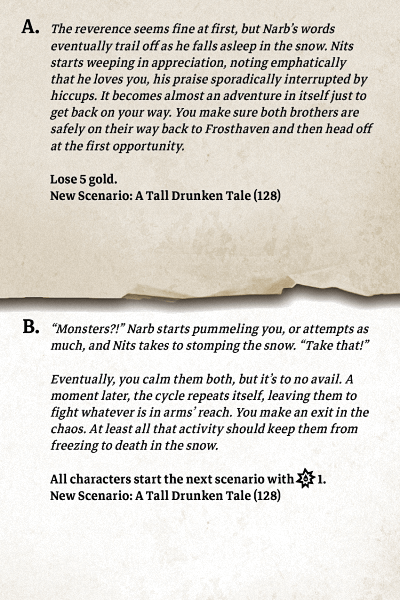 A. The reverence seems fine at first, but Narb’s words
eventually trail off as he falls asleep in the snow. Nits
starts weeping in appreciation, noting emphatically
that he loves you, his praise sporadically interrupted by
hiccups. It becomes almost an adventure in itself just to
get back on your way. You make sure both brothers are
safely on their way back to Frosthaven and then head off
at the first opportunity.
Lose 5 gold.
New Scenario: A Tall Drunken Tale (128)
B. “Monsters?!” Narb starts pummeling you, or attempts as
much, and Nits takes to stomping the snow. “Take that!”
Eventually, you calm them both, but it’s to no avail. A
moment later, the cycle repeats itself, leaving them to
fight whatever is in arms’ reach. You make an exit in the
chaos. At least all that activity should keep them from
freezing to death in the snow.
All characters start the next scenario with 1.
New Scenario: A Tall Drunken Tale (128)